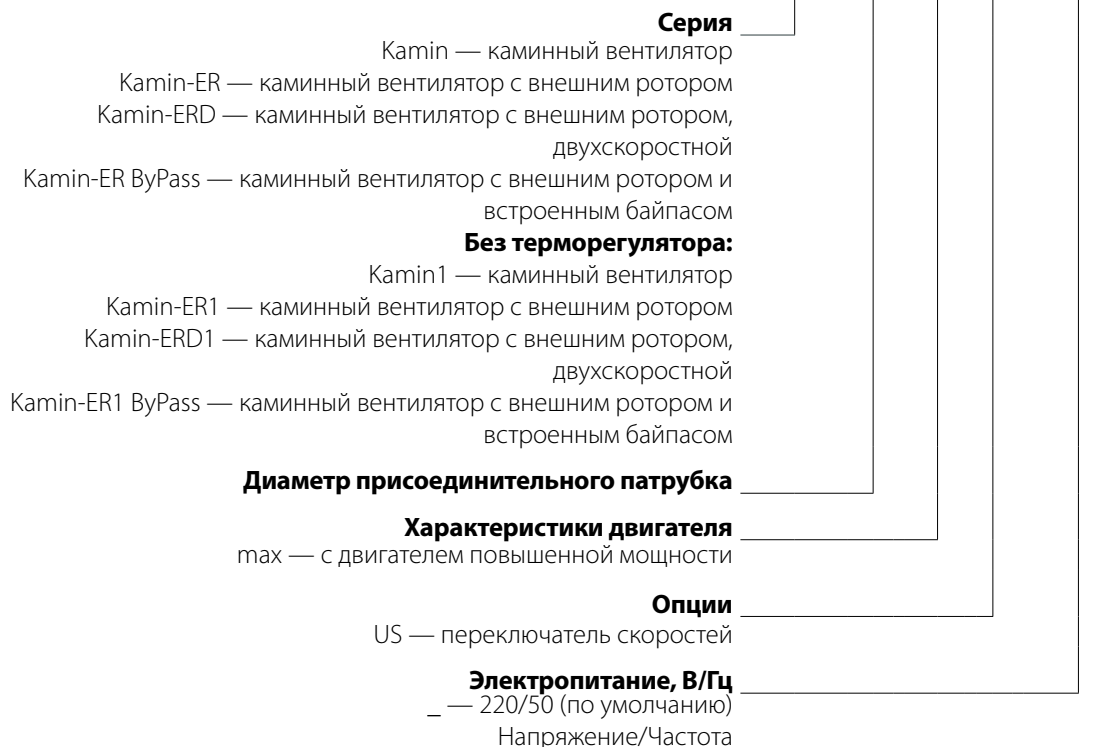 Серия
Kamin — каминный вентилятор
Kamin-ER — каминный вентилятор с внешним ротором
Kamin-ERD — каминный вентилятор с внешним ротором,
двухскоростной
Kamin-ER ByPass — каминный вентилятор с внешним ротором и
встроенным байпасом
Без терморегулятора:
Kamin1 — каминный вентилятор
Kamin-ER1 — каминный вентилятор с внешним ротором
Kamin-ERD1 — каминный вентилятор с внешним ротором,
двухскоростной
Kamin-ER1 ByPass — каминный вентилятор с внешним ротором и
встроенным байпасом
Диаметр присоединительного патрубка
Характеристики двигателя
max — с двигателем повышенной мощности
Опции
US — переключатель скоростей
Электропитание, В/Гц
_ — 220/50 (по умолчанию)
Напряжение/Частота